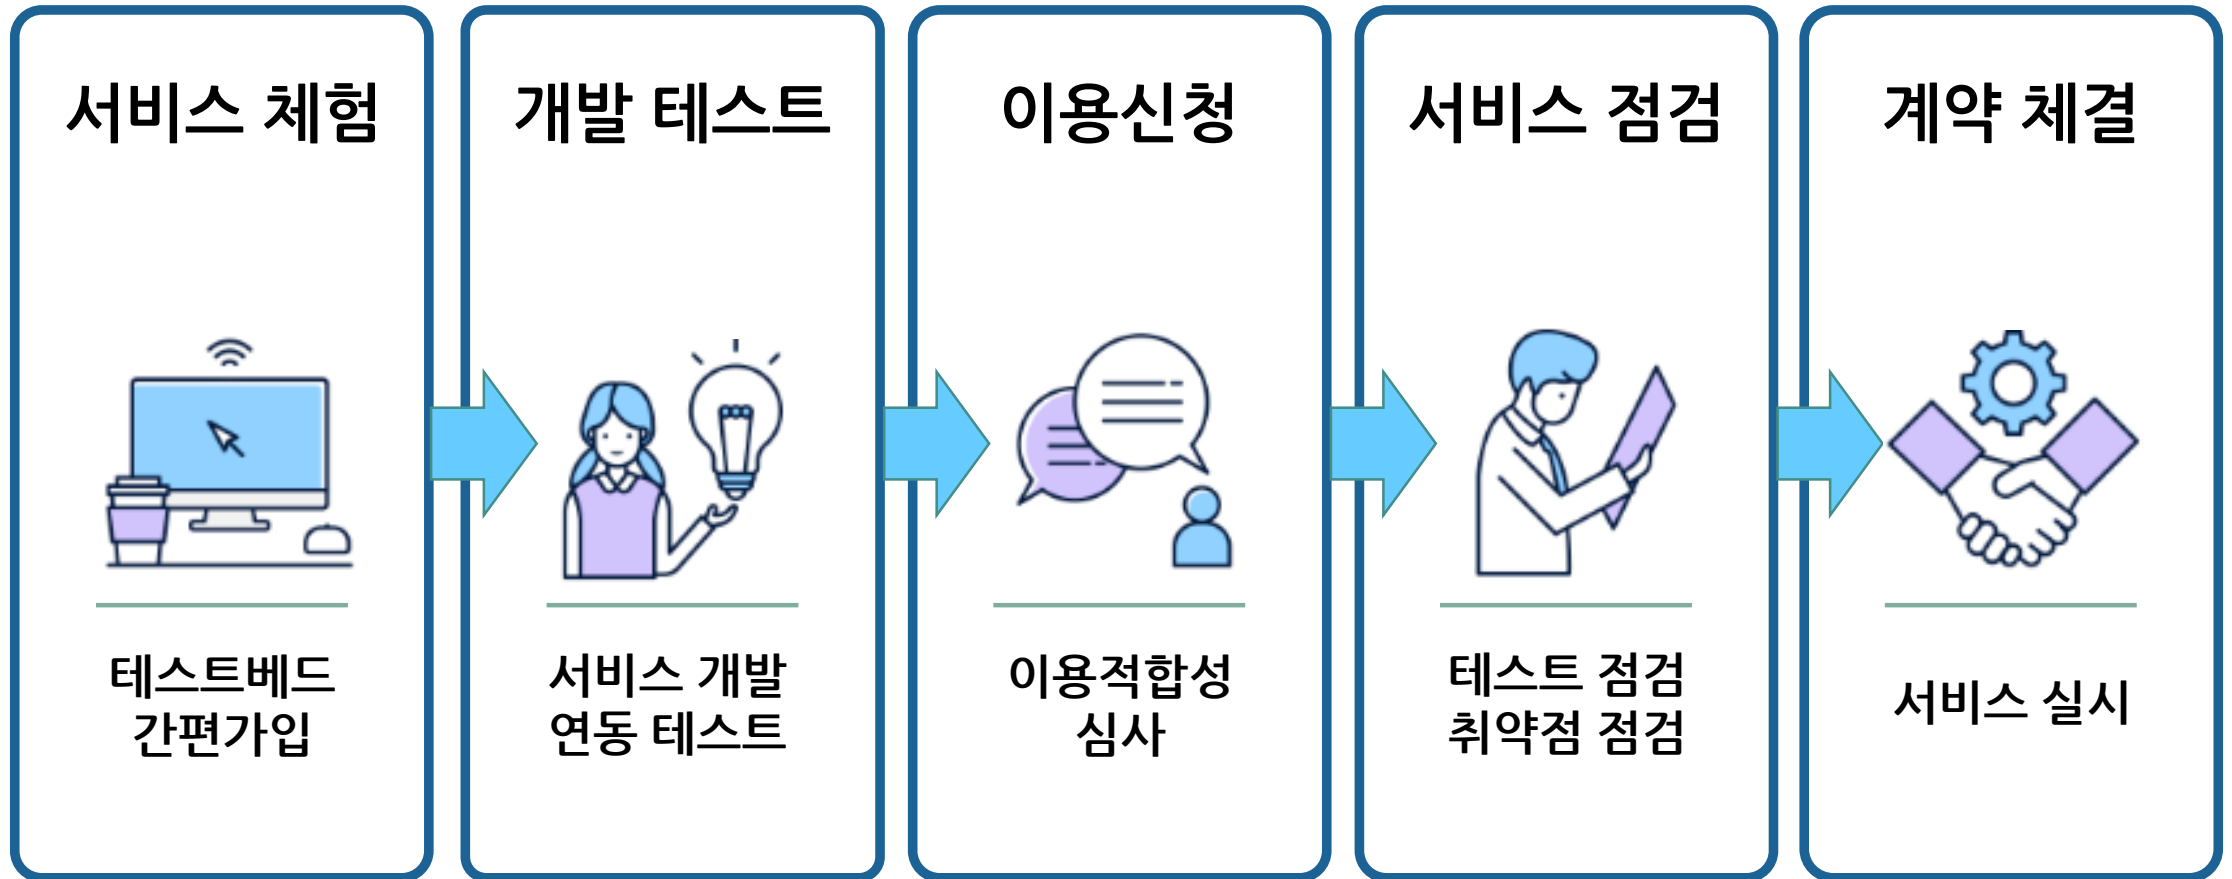 서비스 체험
테스트베드
간편가입
개발 테스트
서비스 개발
연동 테스트
이용신청
이용적합성
심사
서비스 점검
테스트 점검
취약점 점검
계약 체결
서비스 실시